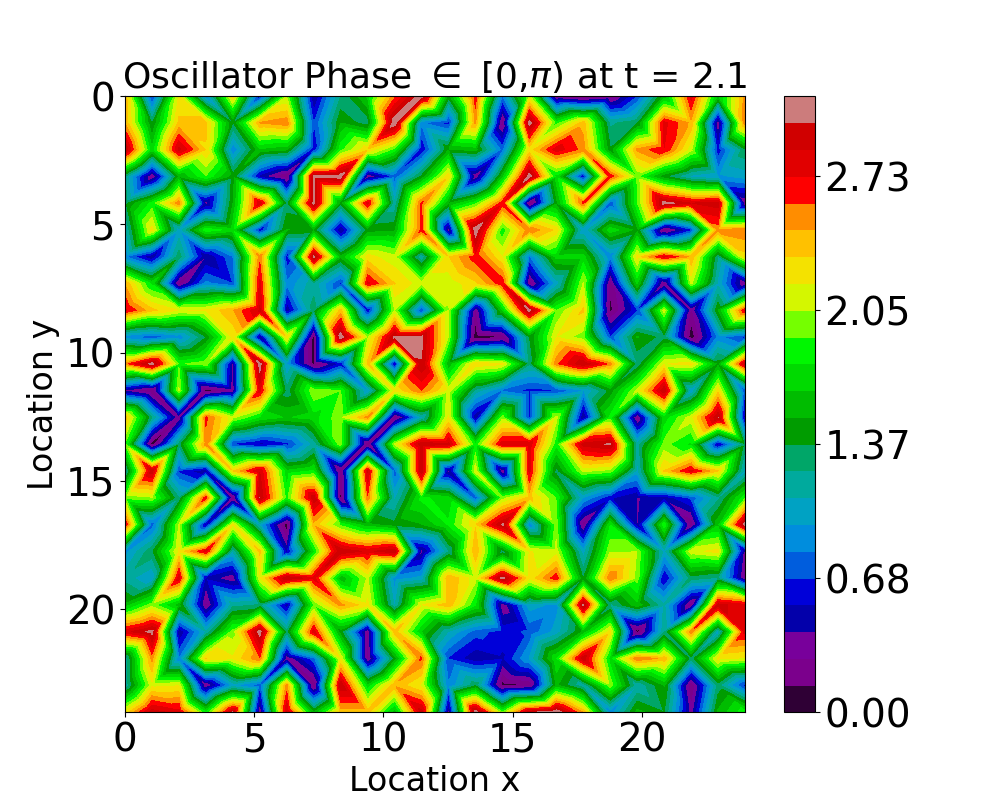 Oscillator Phase ∈ [0,π) at t = 2.1
0
5
10
15
20
Location y
0 5 10 15 20
Location x
2.73
2.05
1.37
0.68
0.00